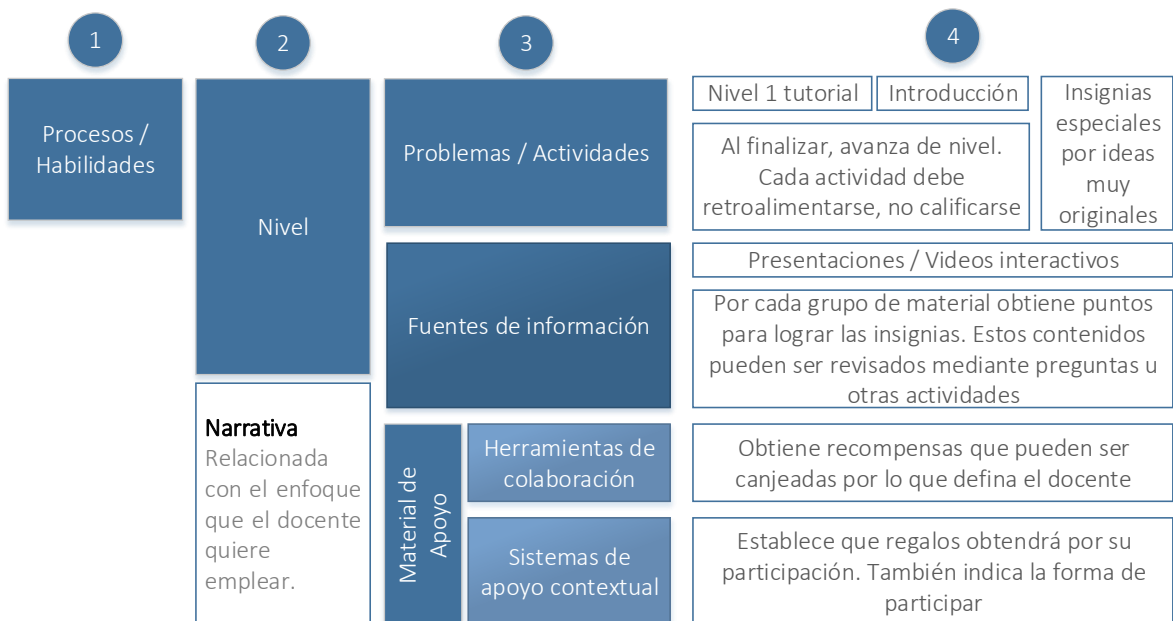 1
2
3
4
Procesos /
Habilidades
Nivel
Narrativa
Relacionada
con el enfoque
que el docente
quiere
emplear.
Problemas / Actividades
Fuentes de información
Material de
Apoyo
Herramientas de
colaboración
Sistemas de
apoyo contextual
Nivel 1 tutorial
Introducción
Insignias
especiales
por ideas
muy
originales
Al finalizar, avanza de nivel.
Cada actividad debe
retroalimentarse, no calificarse
Presentaciones / Videos interactivos
Por cada grupo de material obtiene puntos
para lograr las insignias. Estos contenidos
pueden ser revisados mediante preguntas u
otras actividades
Obtiene recompensas que pueden ser
canjeadas por lo que defina el docente
Establece que regalos obtendrá por su
participación. También indica la forma de
participar